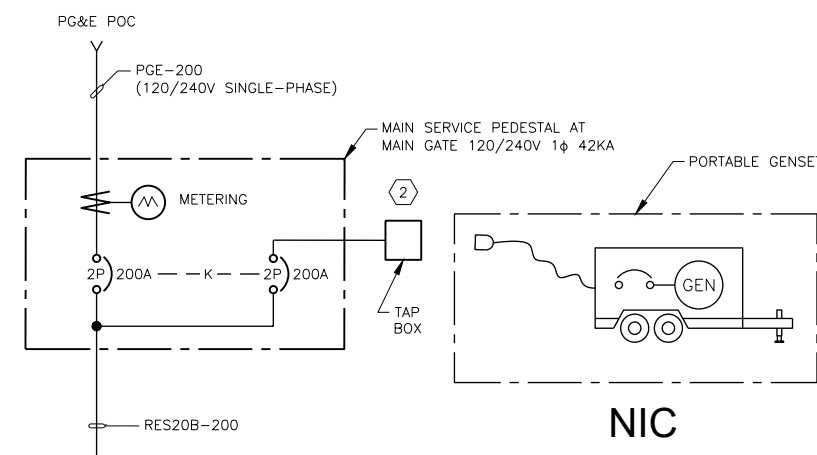 PG&E POC
PGE-200
(120/240V SINGLE-PHASE)
MAIN SERVICE PEDESTAL AT
MAIN GATE 120/240V 1ϕ 42KA
PORTABLE GENSET
METERING
2
2P 200A — — K — — 2P 200A
TAP
BOX
GEN
NIC
RES20B-200